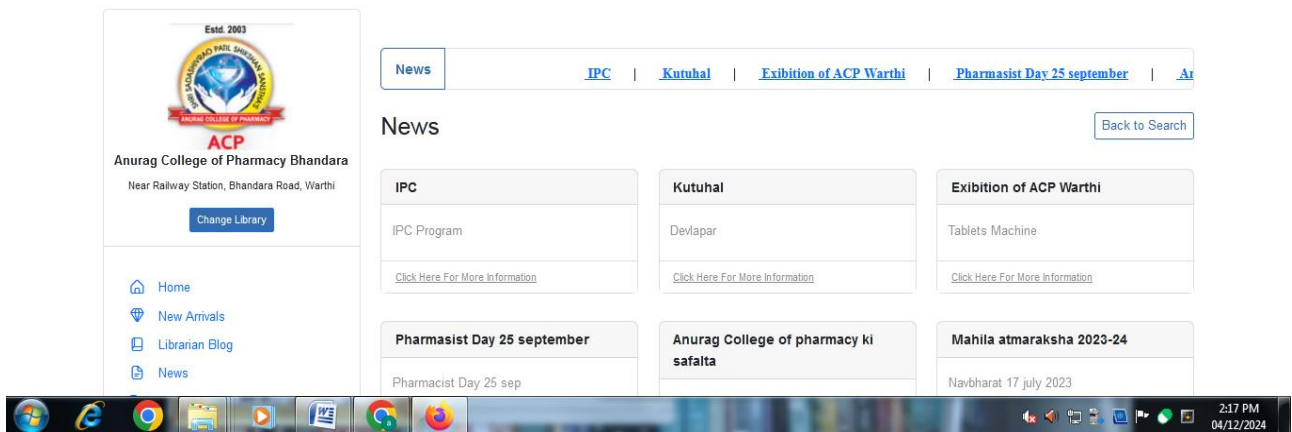 Estd. 2003
SHRI SADASHIVRAO PATIL SHIKSHAN SANSTHA'S
ANURAG COLLEGE OF PHARMACY
ACP
Anurag College of Pharmacy Bhandara
Near Railway Station, Bhandara Road, Warthi
Change Library
Home
New Arrivals
Librarian Blog
News
News IPC | Kutuhal | Exibition of ACP Warthi | Pharmasist Day 25 september |
News
Back to Search
IPC
IPC Program
Click Here For More Information
Kutuhal
Devlapar
Click Here For More Information
Exibition of ACP Warthi
Tablets Machine
Click Here For More Information
Pharmasist Day 25 september
Pharmacist Day 25 sep
Anurag College of pharmacy ki
safalta
Mahila atmaraksha 2023-24
Navbharat 17 july 2023
2:17 PM
04/12/2024